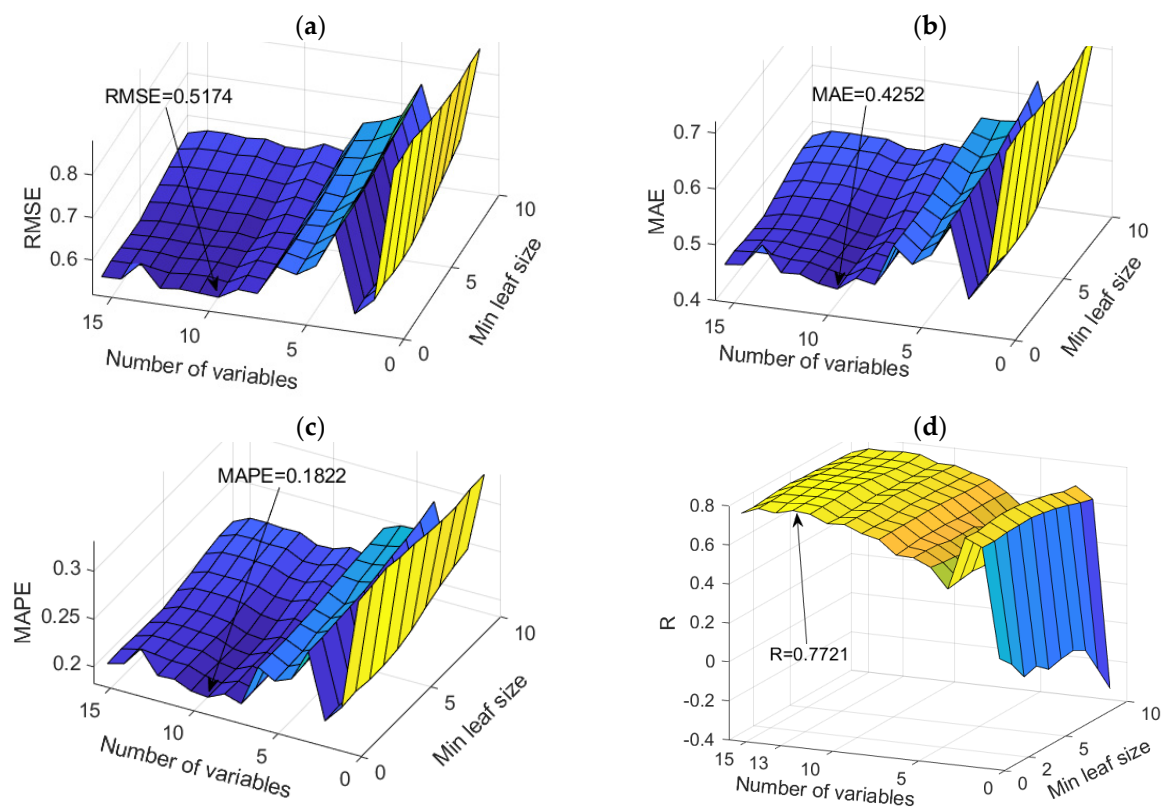 (a)
RMSE=0.5174
0.8
0.7
0.6
RMSE
15
10
5
0
Number of variables
0
5
10
Min leaf size
(b)
MAE=0.4252
0.7
0.6
0.5
0.4
MAE
15
10
5
0
Number of variables
0
5
10
Min leaf size
(c)
MAPE=0.1822
0.3
0.25
0.2
MAPE
15
10
5
0
Number of variables
0
5
10
Min leaf size
(d)
R=0.7721
0.8
0.6
0.4
0.2
0
-0.2
-0.4
R
15
13
10
5
0
Number of variables
0
2
5
10
Min leaf size